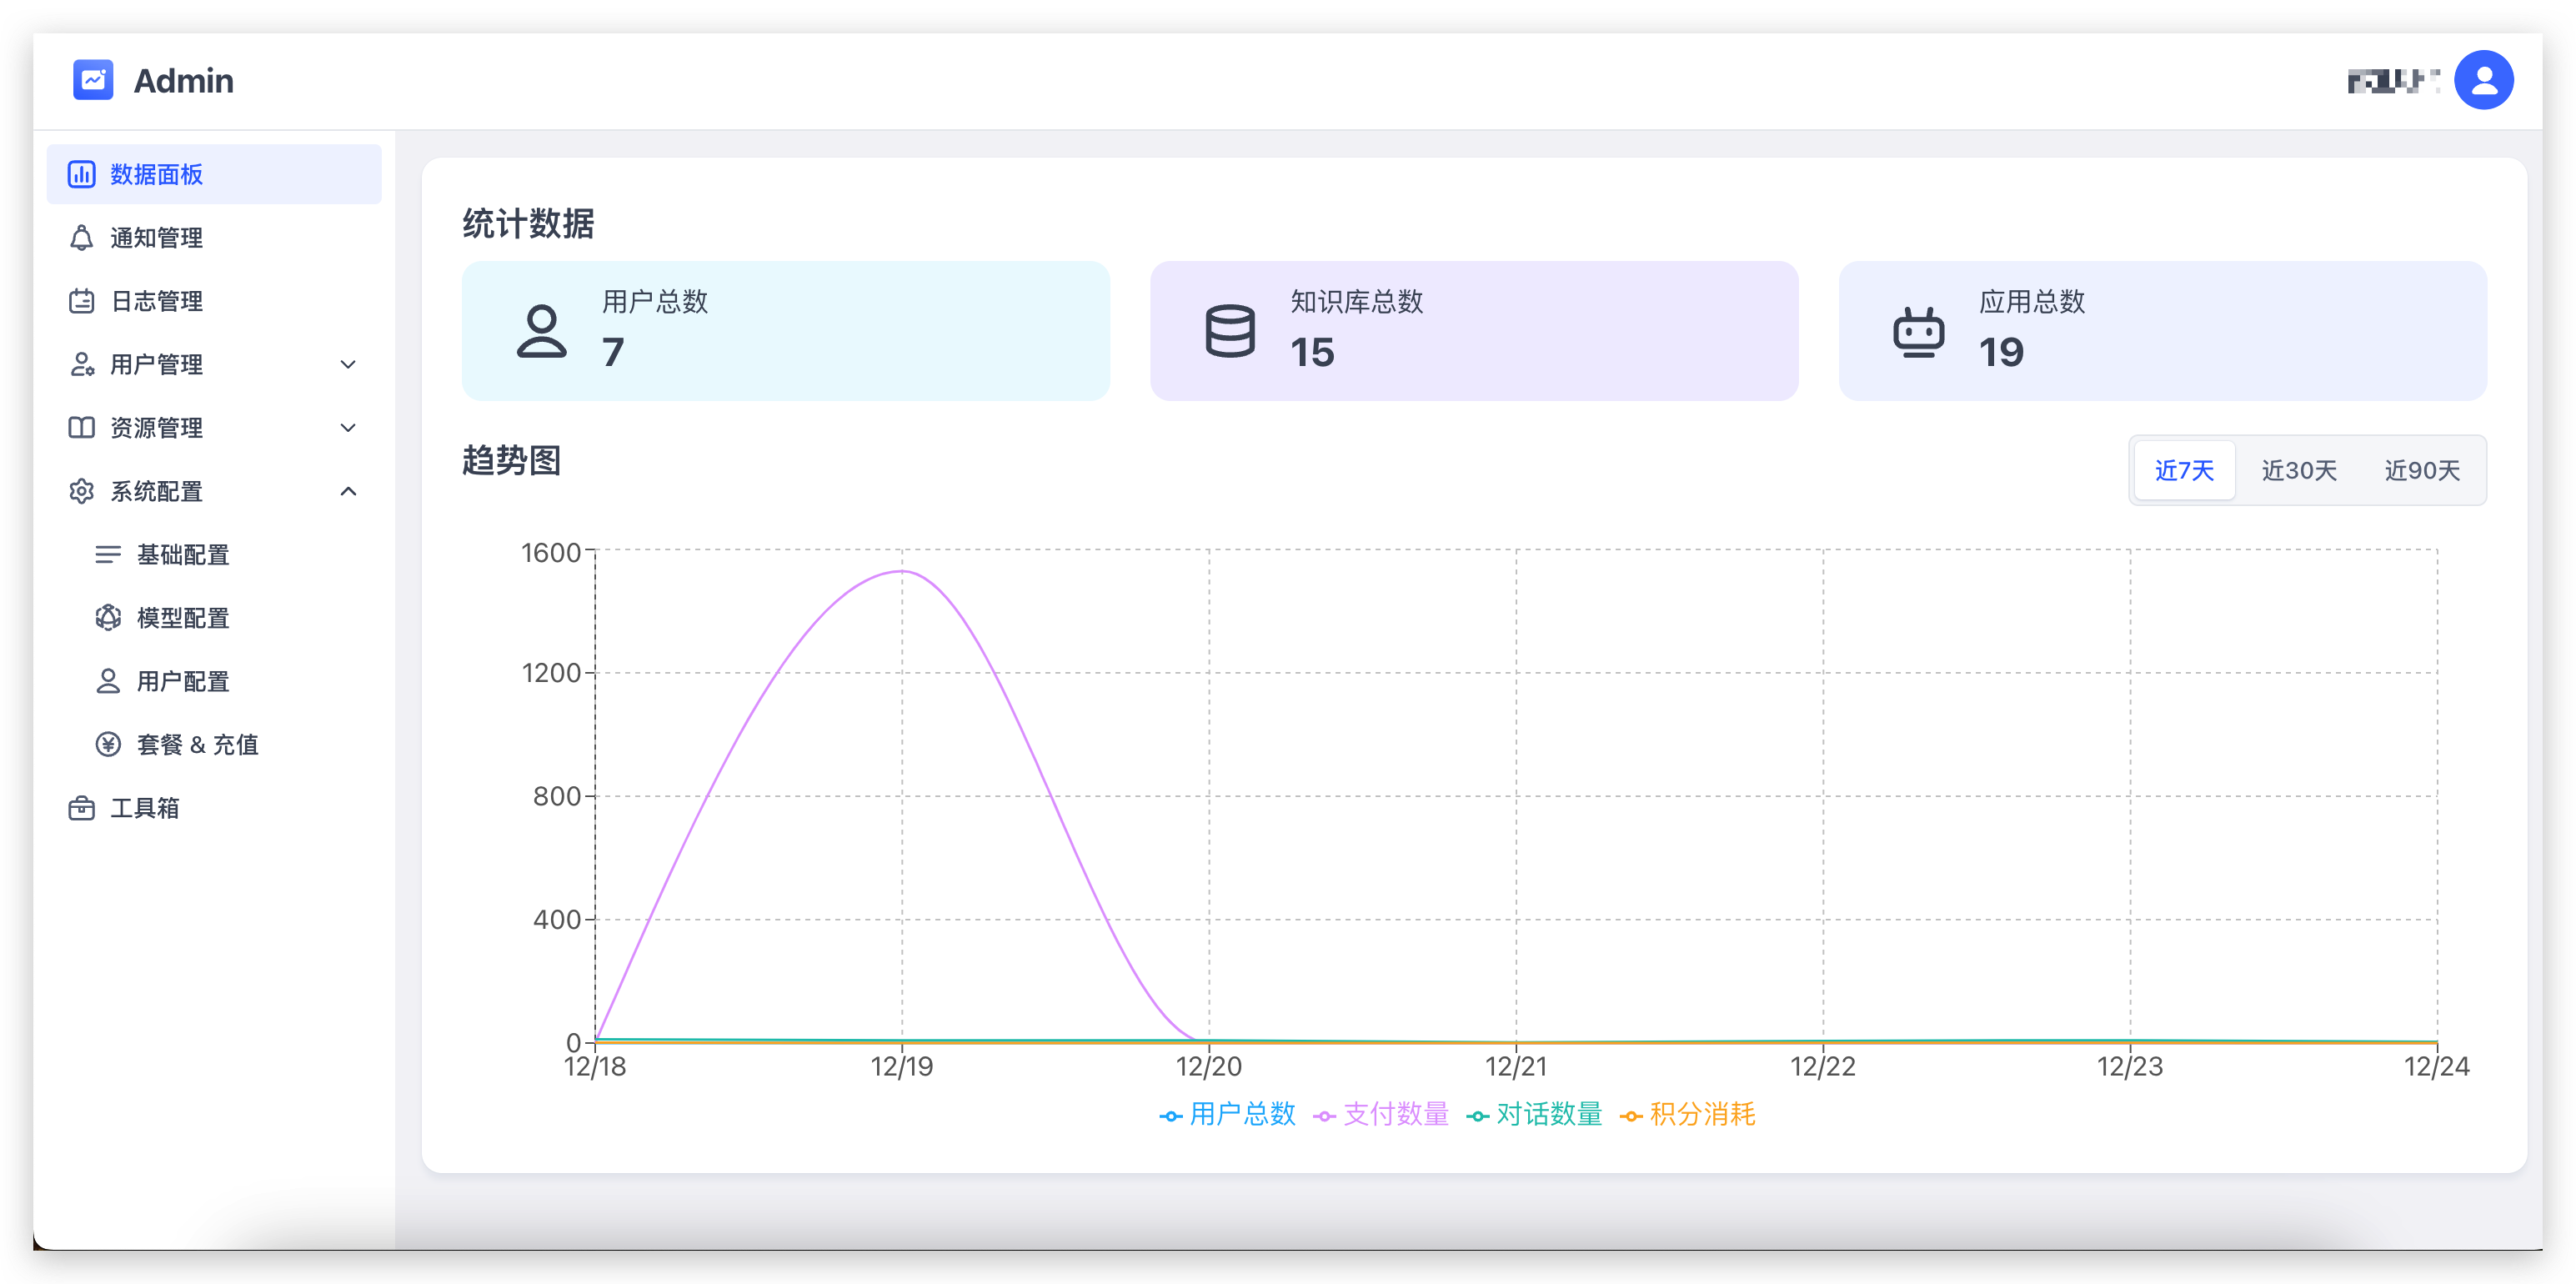 Admin
数据面板
通知管理
日志管理
用户管理
资源管理
系统配置
基础配置
模型配置
用户配置
套餐 & 充值
工具箱
统计数据
用户总数
7
知识库总数
15
应用总数
19
趋势图
近7天 近30天 近90天
1600
1200
800
400
0
12/18 12/19 12/20 12/21 12/22 12/23 12/24
用户总数 支付数量 对话数量 积分消耗